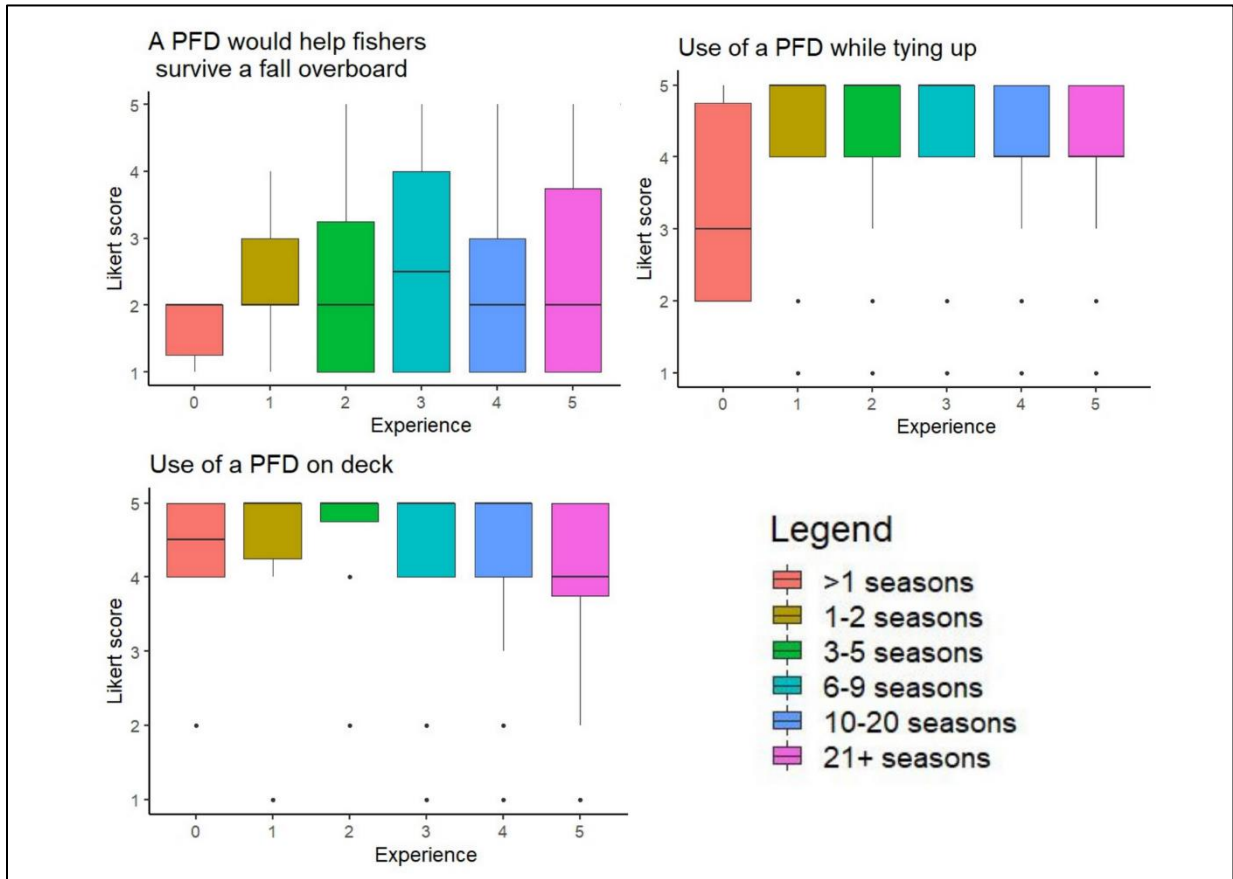 A PFD would help fishers
survive a fall overboard
5
4
3
2
1
Likert score
0 1 2 3 4 5
Experience
Use of a PFD while tying up
5
4
3
2
1
Likert score
0 1 2 3 4 5
Experience
Use of a PFD on deck
5
4
3
2
1
Likert score
0 1 2 3 4 5
Experience
Legend
>1 seasons
1-2 seasons
3-5 seasons
6-9 seasons
10-20 seasons
21+ seasons